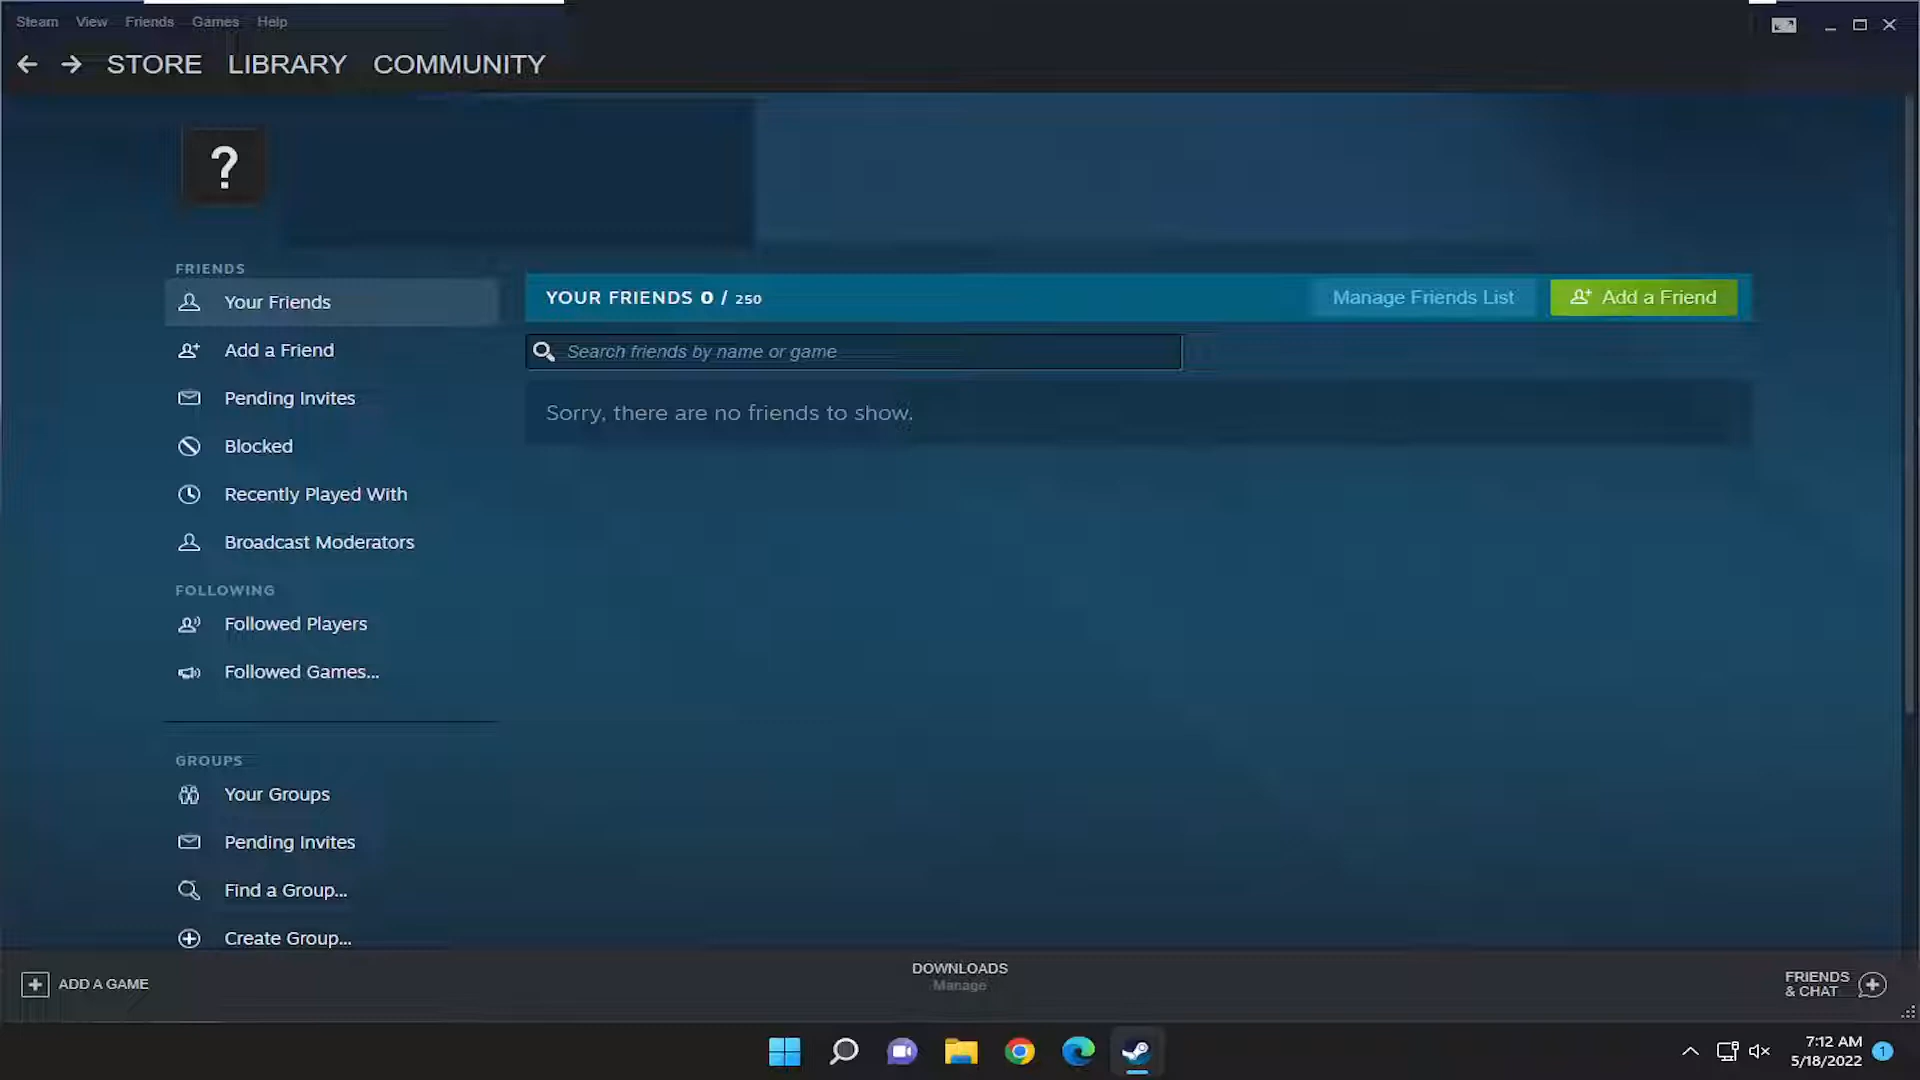 Steam View Friends Games Help
STORE LIBRARY COMMUNITY
?
FRIENDS
Your Friends
Add a Friend
Pending Invites
Blocked
Recently Played With
Broadcast Moderators
FOLLOWING
Followed Players
Followed Games...
GROUPS
Your Groups
Pending Invites
Find a Group...
Create Group...
YOUR FRIENDS 0 / 250
Manage Friends List
Add a Friend
Search friends by name or game
Sorry, there are no friends to show.
ADD A GAME
DOWNLOADS
Manage
FRIENDS
& CHAT
7:12 AM
5/18/2022
1